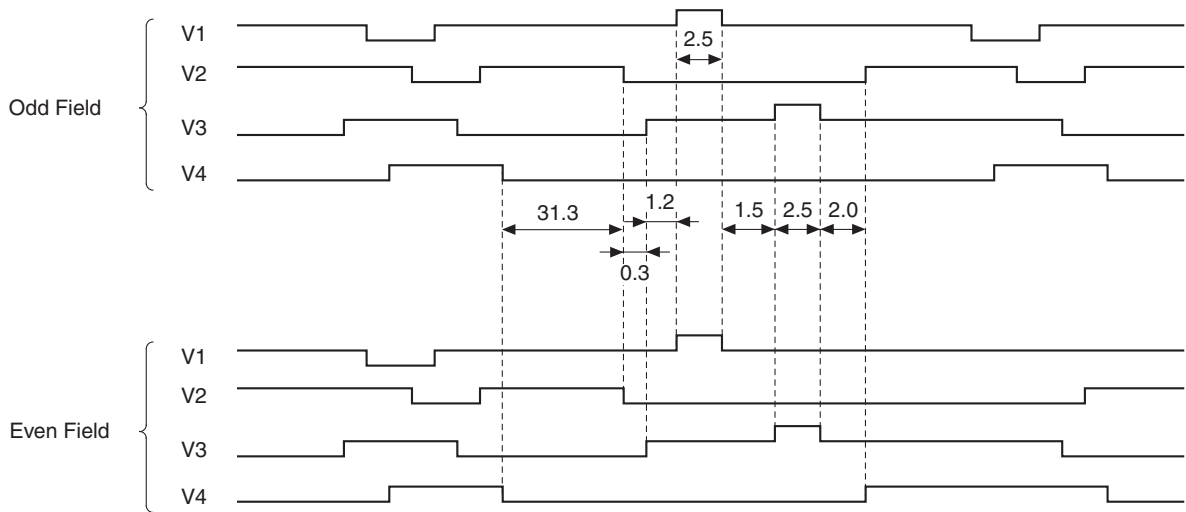 V1
2.5
V2
Odd Field
V3
V4
31.3
1.2
1.5
2.5
2.0
0.3
V1
V2
Even Field
V3
V4